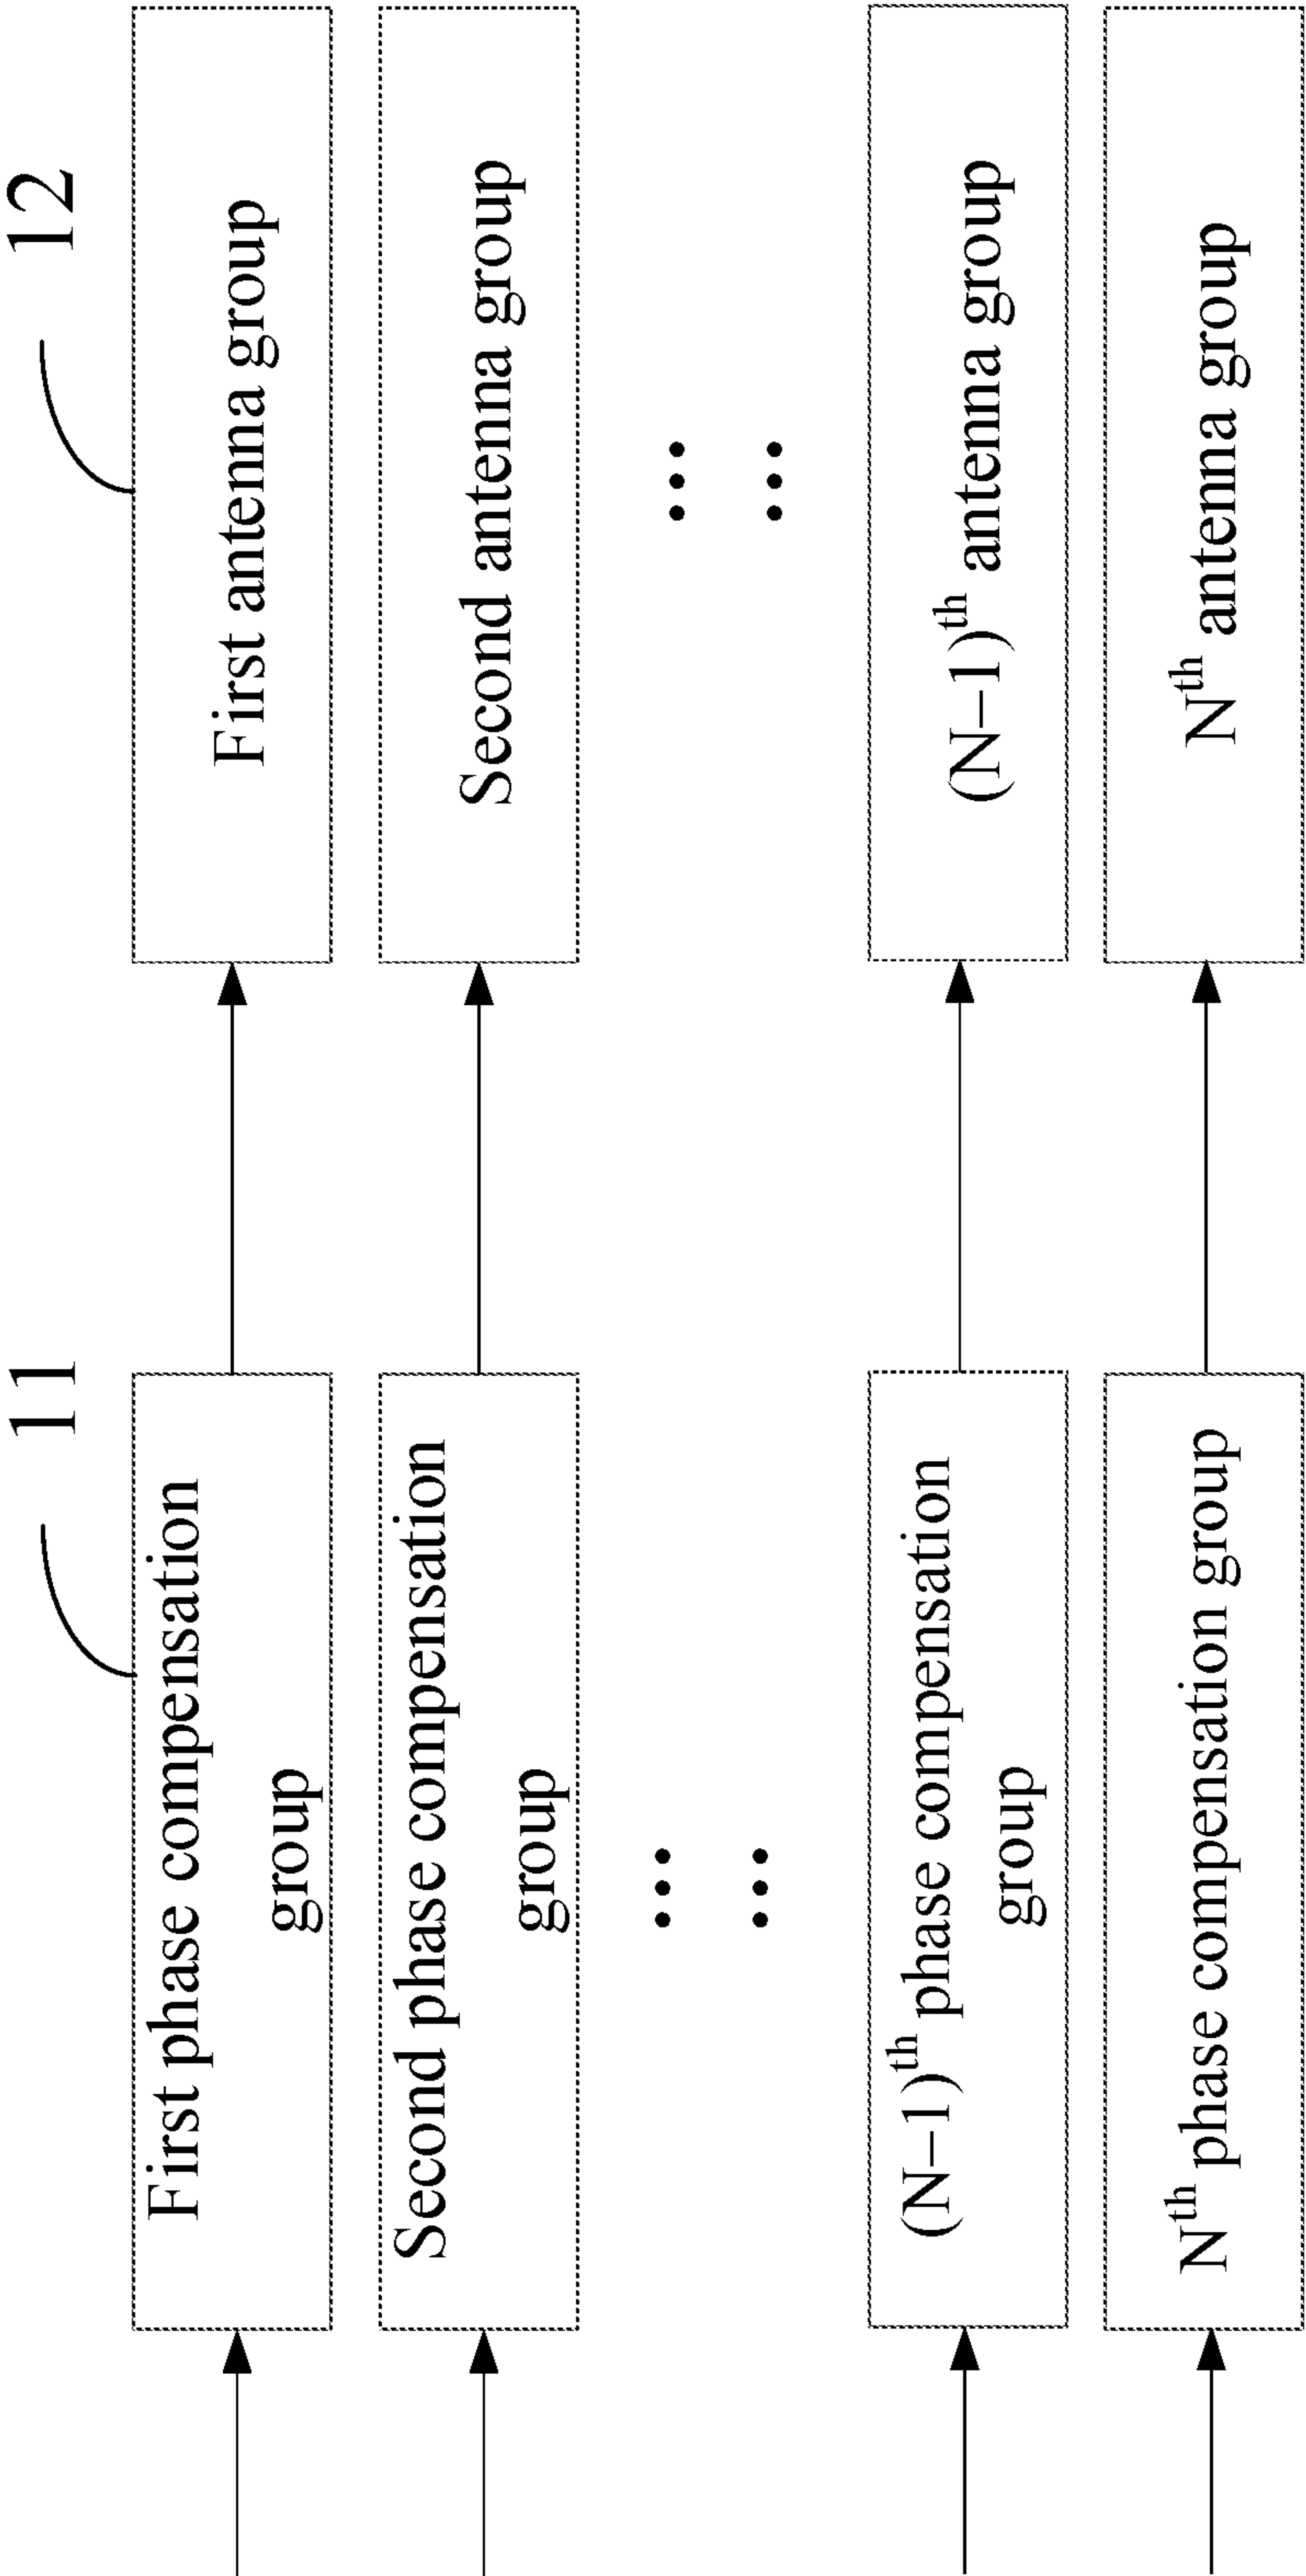 11
12
First phase compensation
group
First antenna group
Second phase compensation
group
Second antenna group
(N−1)th phase compensation
group
(N−1)th antenna group
Nth phase compensation group
Nth antenna group